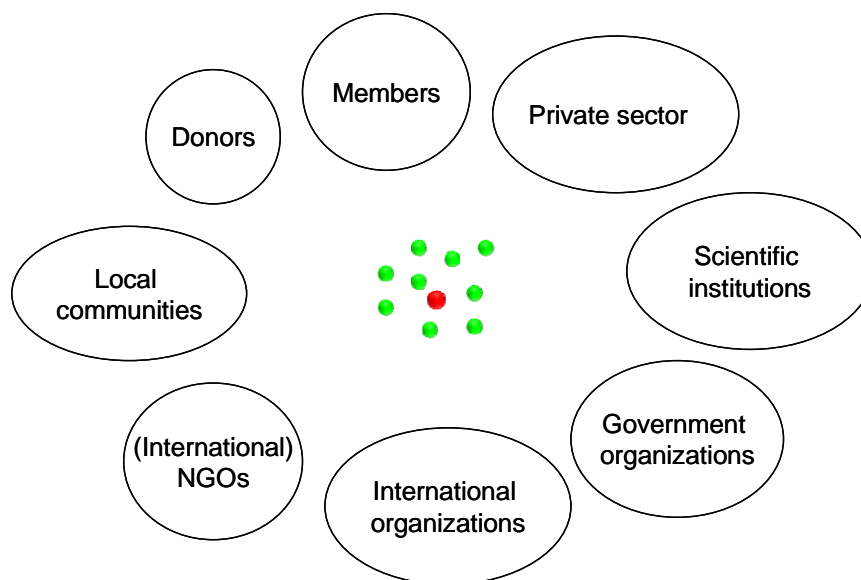 Members
Private sector
Donors
Scientific
institutions
Local
communities
Government
organizations
(International)
NGOs
International
organizations